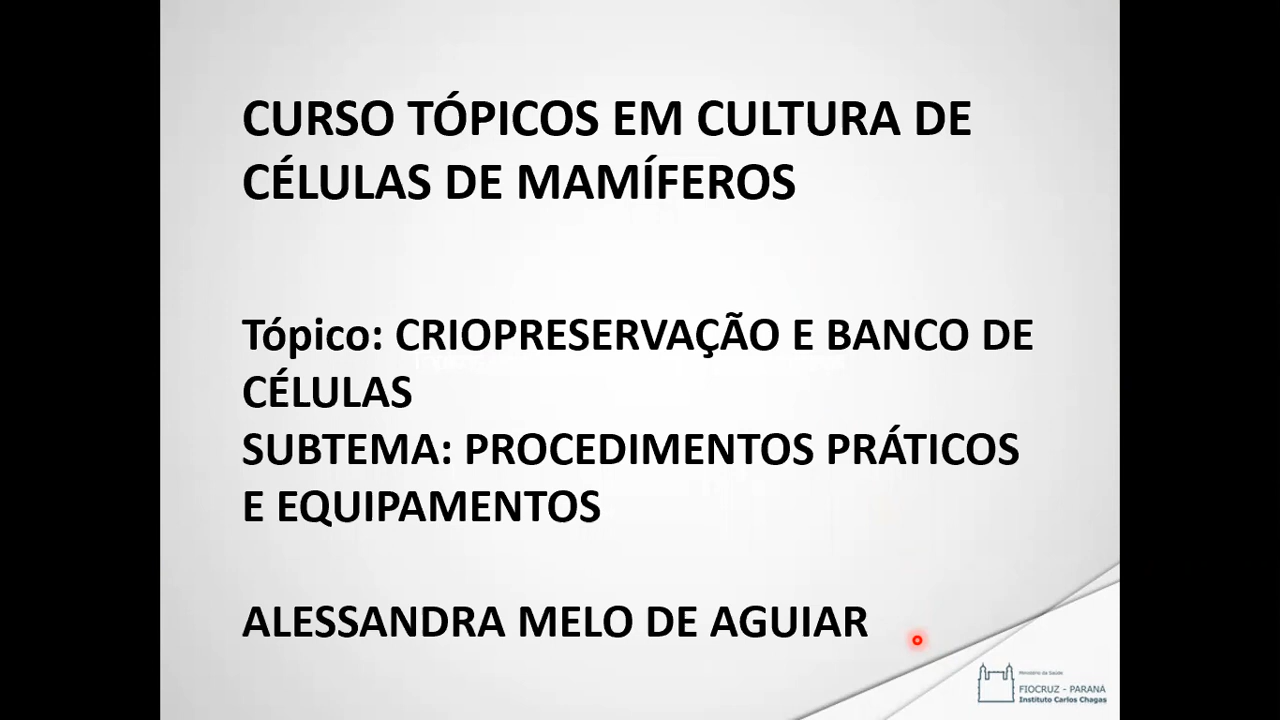 CURSO TÓPICOS EM CULTURA DE
CÉLULAS DE MAMÍFEROS
Tópico: CRIOPRESERVAÇÃO E BANCO DE
CÉLULAS
SUBTEMA: PROCEDIMENTOS PRÁTICOS
E EQUIPAMENTOS
ALESSANDRA MELO DE AGUIAR
Ministério da Saúde
FIOCRUZ - PARANÁ
Instituto Carlos Chagas